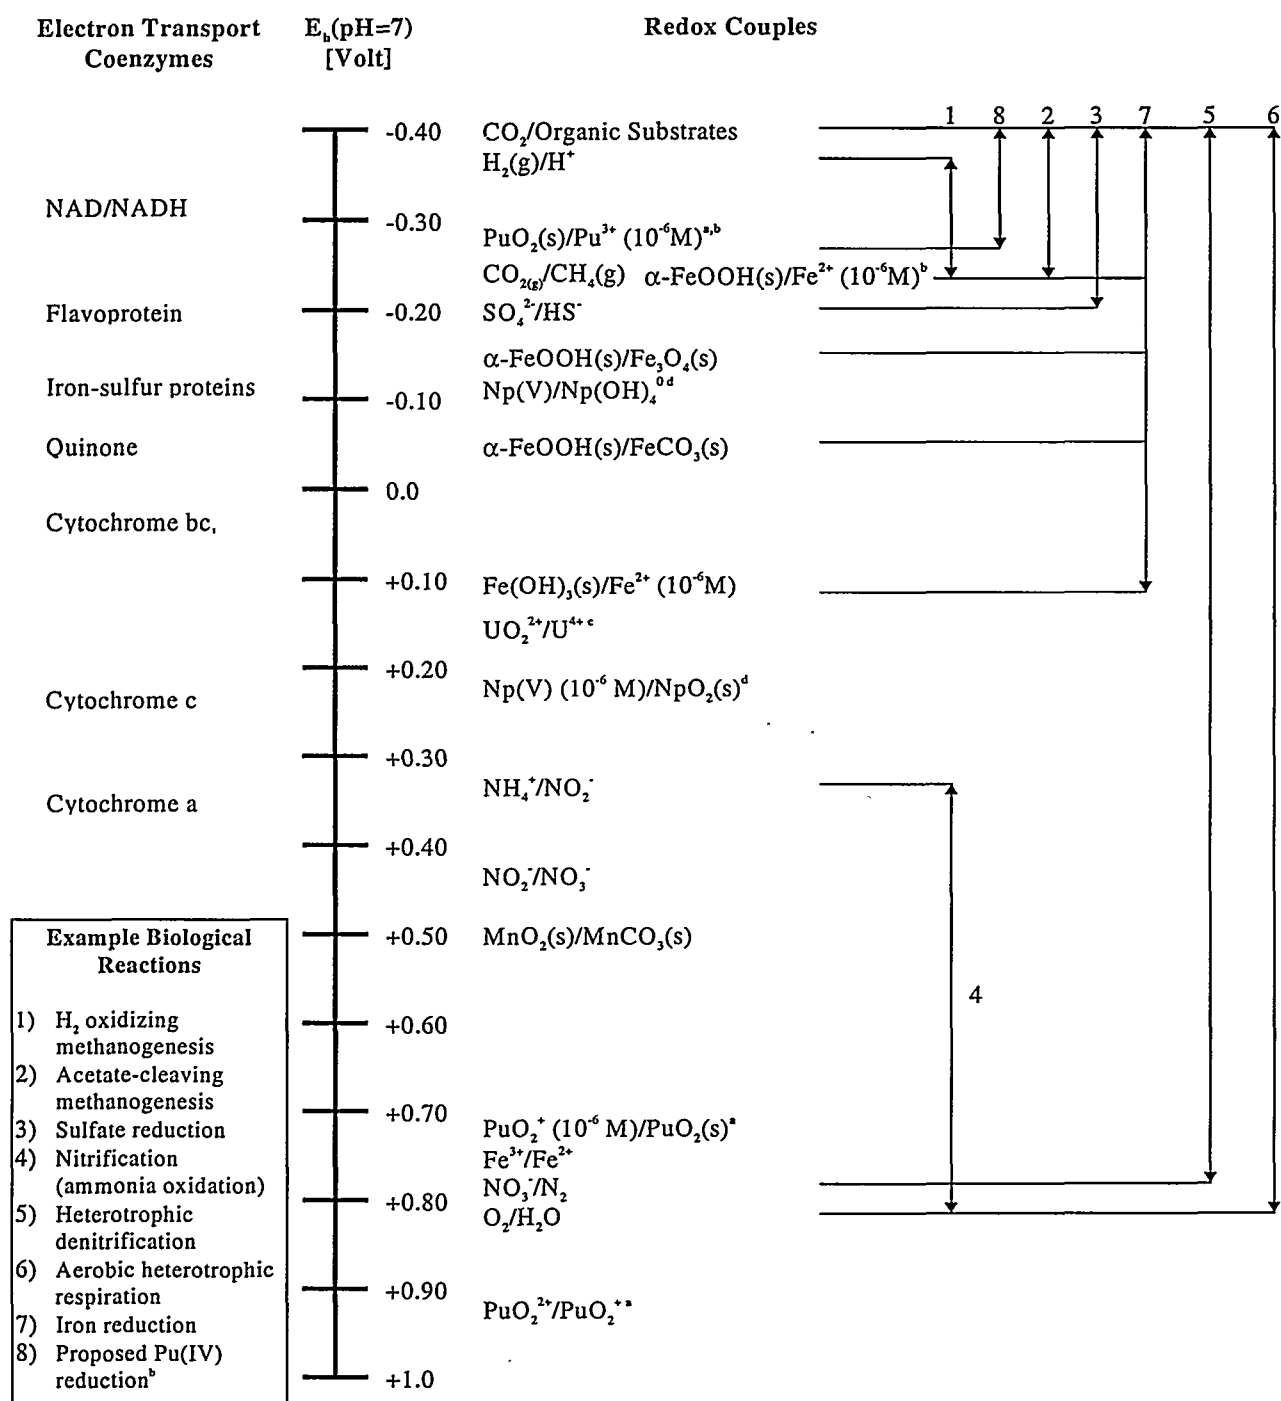 Electron Transport
Coenzymes
Eₕ(pH=7)
[Volt]
Redox Couples
1 8 2 3 7 5 6
-0.40 CO₂/Organic Substrates
H₂(g)/H⁺
NAD/NADH
-0.30
PuO₂(s)/Pu³⁺ (10⁻⁶M)ᵃ,ᵇ
CO₂₍g₎/CH₄(g) α-FeOOH(s)/Fe²⁺ (10⁻⁶M)ᵇ
Flavoprotein -0.20 SO₄²⁻/HS⁻
α-FeOOH(s)/Fe₃O₄(s)
Iron-sulfur proteins -0.10 Np(V)/Np(OH)₄⁰ ᵈ
Quinone α-FeOOH(s)/FeCO₃(s)
0.0
Cytochrome bc₁
+0.10 Fe(OH)₃(s)/Fe²⁺ (10⁻⁶M)
UO₂²⁺/U⁴⁺ ᶜ
+0.20
Cytochrome c Np(V) (10⁻⁶ M)/NpO₂(s)ᵈ
+0.30
NH₄⁺/NO₂⁻
Cytochrome a
+0.40
NO₂⁻/NO₃⁻
+0.50 MnO₂(s)/MnCO₃(s)
4
+0.60
+0.70
PuO₂⁺ (10⁻⁶ M)/PuO₂(s)ᵃ
Fe³⁺/Fe²⁺
NO₃⁻/N₂
+0.80
O₂/H₂O
+0.90
PuO₂²⁺/PuO₂⁺ ᵃ
+1.0
Example Biological
Reactions
1) H₂ oxidizing
methanogenesis
2) Acetate-cleaving
methanogenesis
3) Sulfate reduction
4) Nitrification
(ammonia oxidation)
5) Heterotrophic
denitrification
6) Aerobic heterotrophic
respiration
7) Iron reduction
8) Proposed Pu(IV)
reductionᵇ